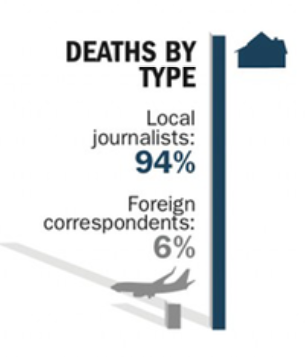 DEATHS BY
TYPE
Local
journalists:
94%
Foreign
correspondents:
6%